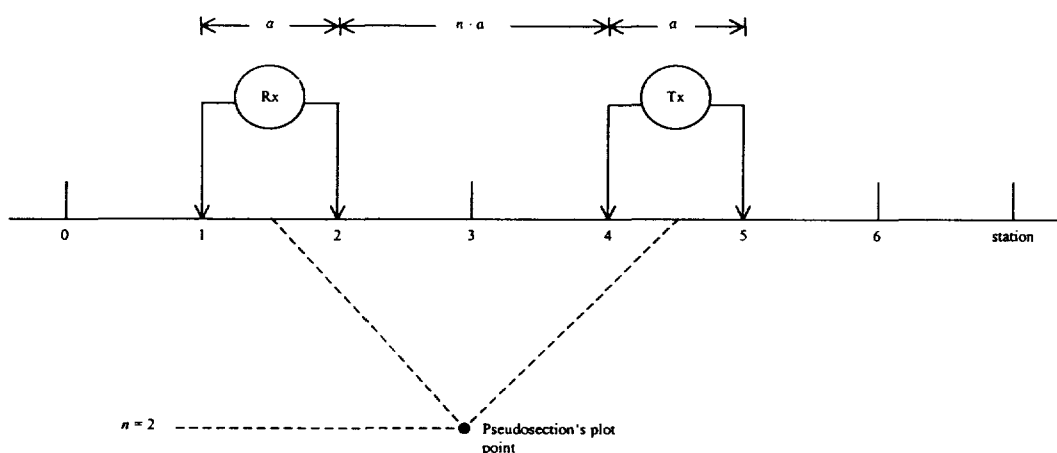 a n · a a
Rx Tx
0 1 2 3 4 5 6 station
n = 2
Pseudosection's plot
point